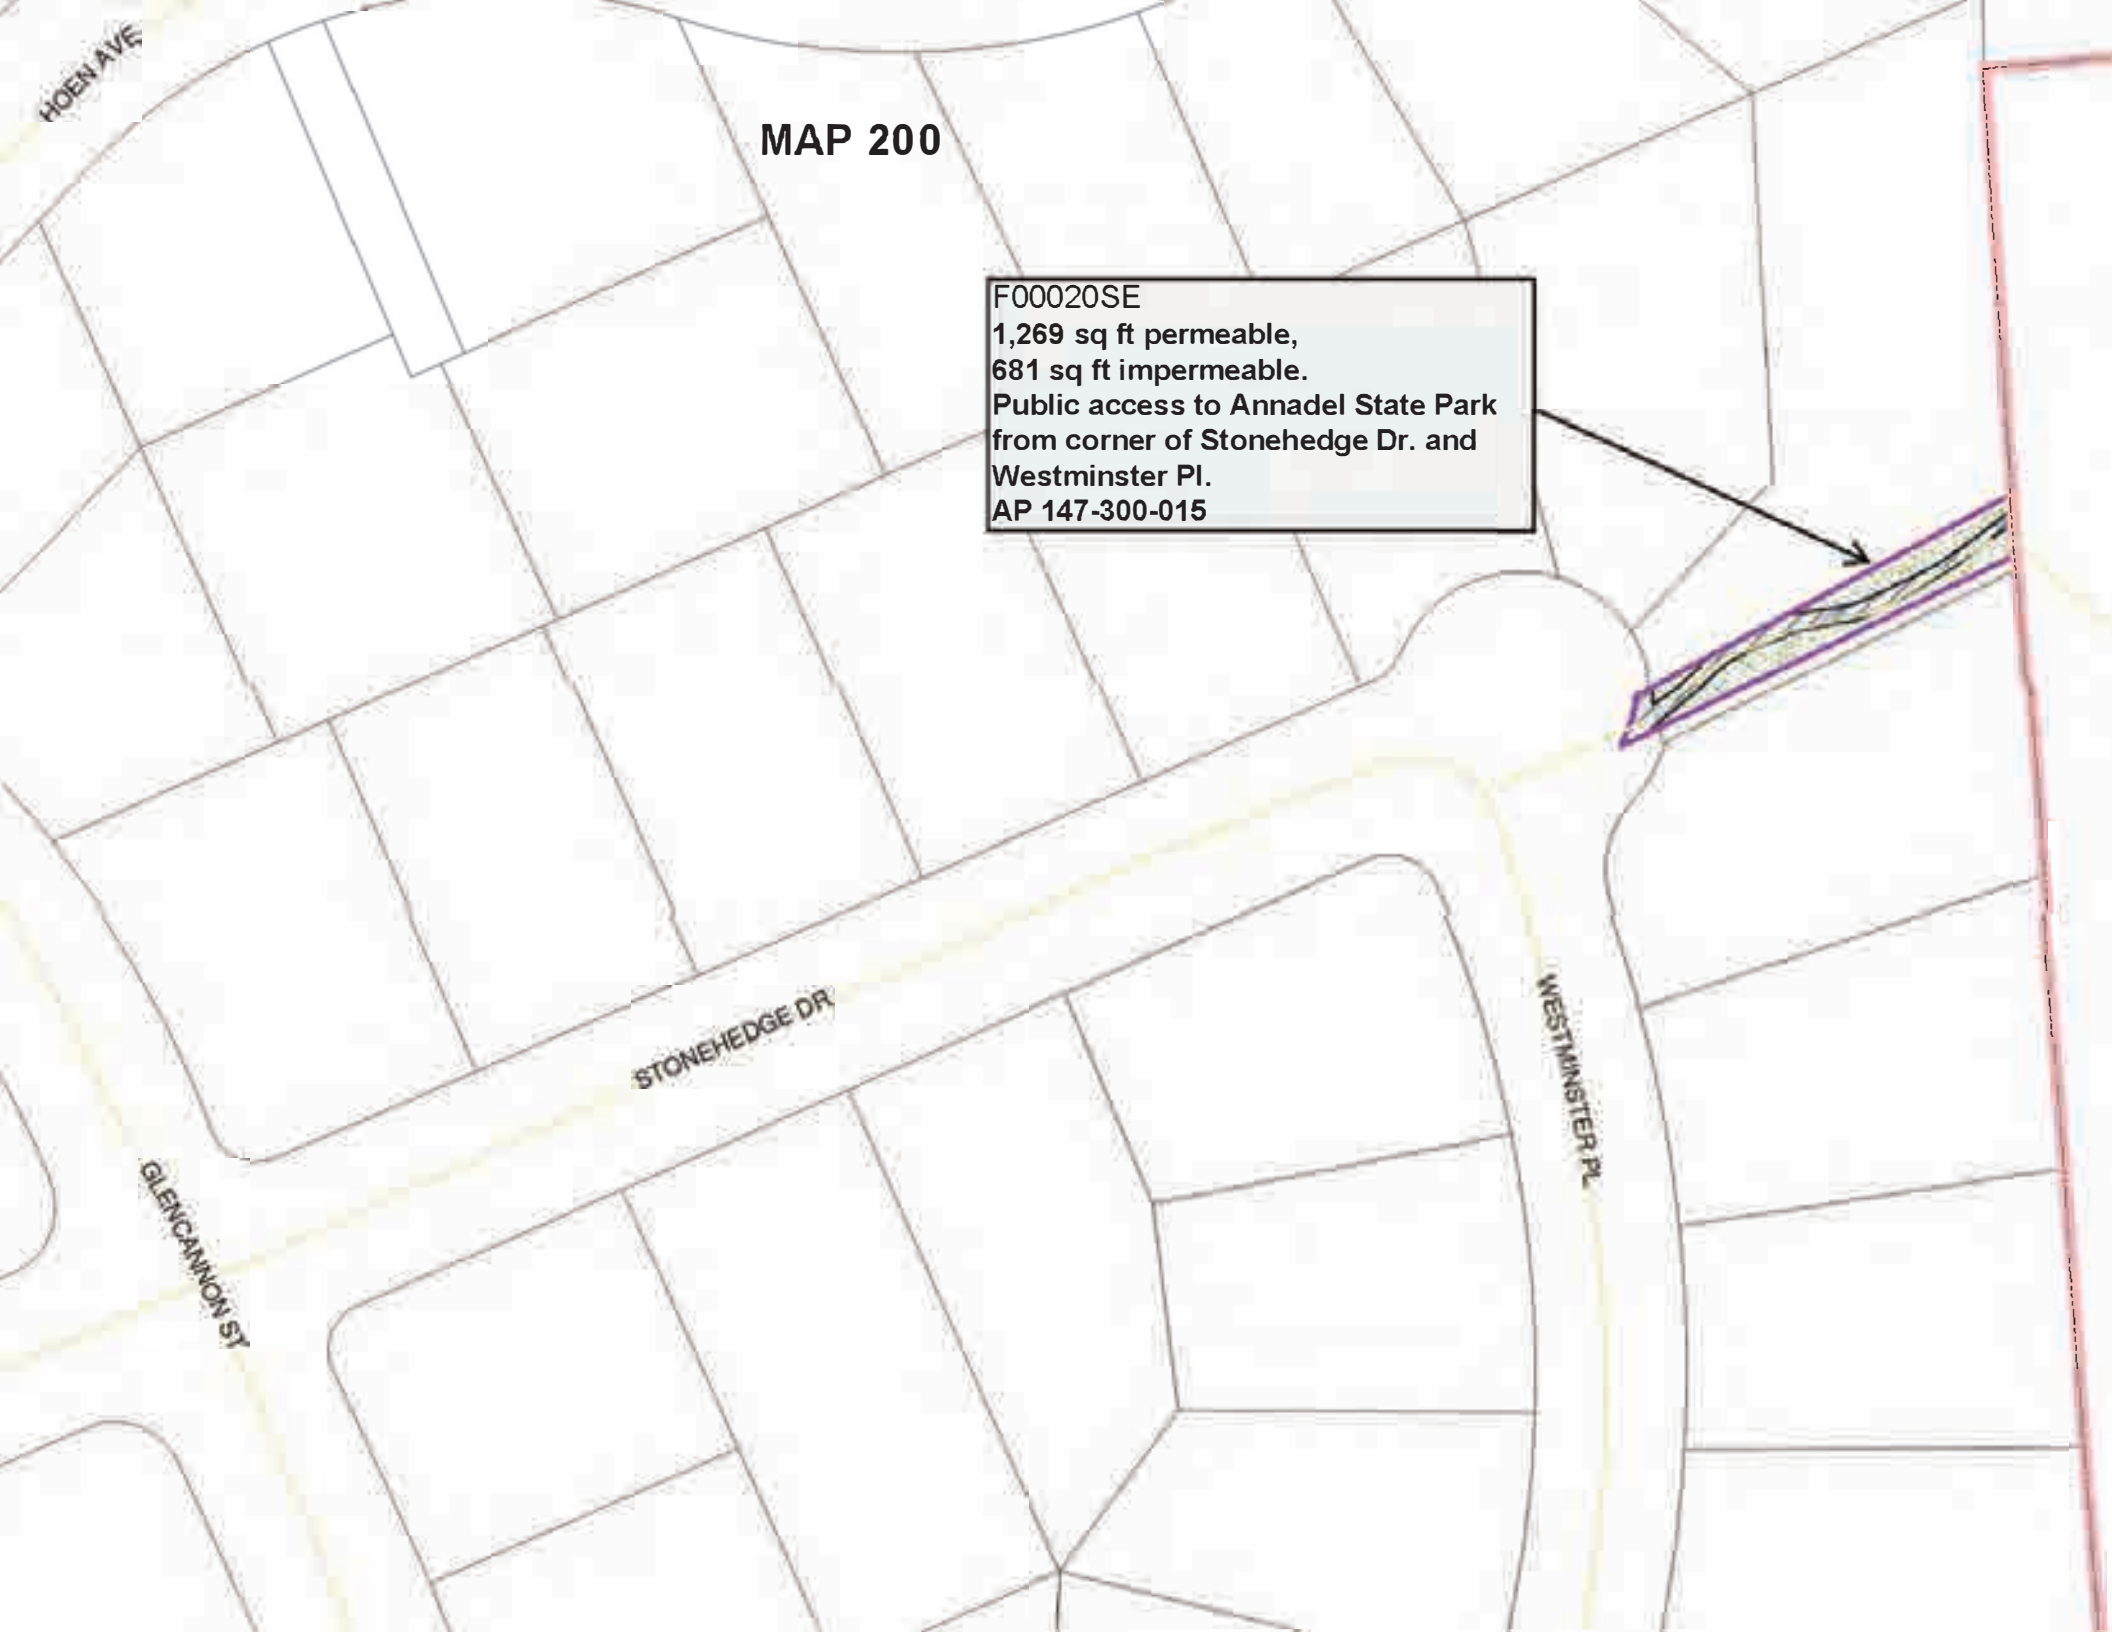 HOEN AVE
MAP 200
F00020SE
1,269 sq ft permeable,
681 sq ft impermeable.
Public access to Annadel State Park
from corner of Stonehedge Dr. and
Westminster Pl.
AP 147-300-015
STONEHEDGE DR
WESTMINSTER PL
GLENCANNON ST